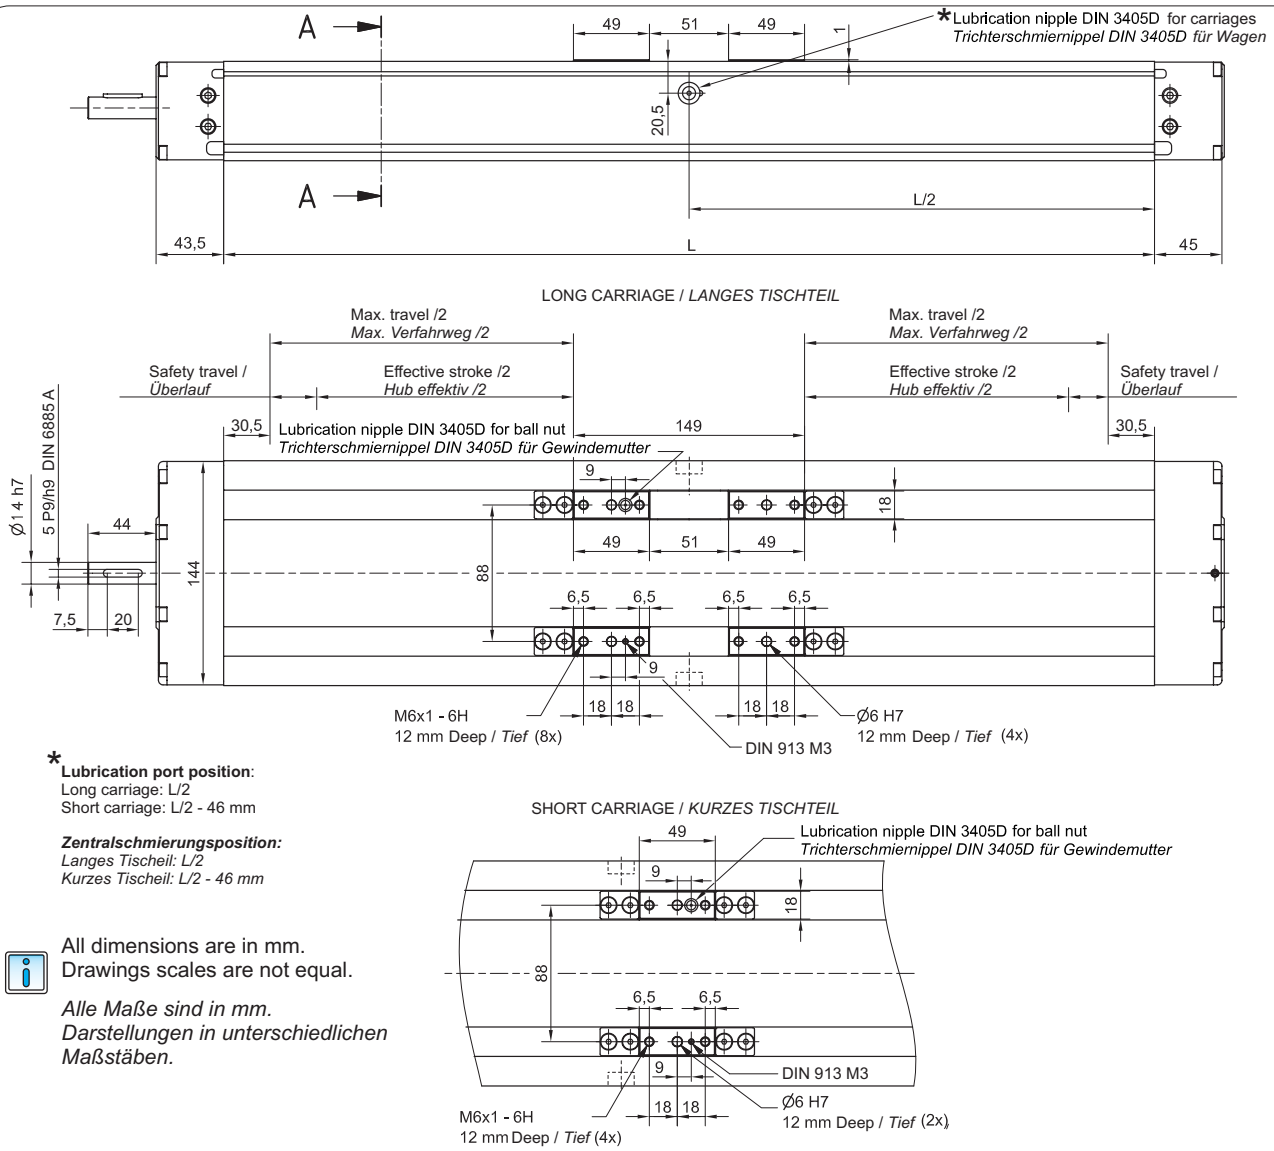 A
49
51
49
1
*Lubrication nipple DIN 3405D for carriages
Trichterschmiernippel DIN 3405D für Wagen
20,5
A
L/2
43,5
L
45
LONG CARRIAGE / LANGES TISCHTEIL
Max. travel /2
Max. Verfahrweg /2
Max. travel /2
Max. Verfahrweg /2
Safety travel /
Überlauf
Effective stroke /2
Hub effektiv /2
Effective stroke /2
Hub effektiv /2
Safety travel /
Überlauf
30,5
Lubrication nipple DIN 3405D for ball nut
Trichterschmiernippel DIN 3405D für Gewindemutter
149
30,5
Ø14 h7
5 P9/h9 DIN 6885 A
9
18
44
49
51
49
144
88
6,5
6,5
6,5
6,5
7,5
20
9
M6x1 - 6H
12 mm Deep / Tief (8x)
18
18
18
18
Ø6 H7
12 mm Deep / Tief (4x)
DIN 913 M3
*
Lubrication port position:
Long carriage: L/2
Short carriage: L/2 - 46 mm
Zentralschmierungsposition:
Langes Tischeil: L/2
Kurzes Tischeil: L/2 - 46 mm
SHORT CARRIAGE / KURZES TISCHTEIL
49
Lubrication nipple DIN 3405D for ball nut
Trichterschmiernippel DIN 3405D für Gewindemutter
9
18
88
6,5
6,5
9
DIN 913 M3
18
18
Ø6 H7
12 mm Deep / Tief (2x)
M6x1 - 6H
12 mm Deep / Tief (4x)
i
All dimensions are in mm.
Drawings scales are not equal.
Alle Maße sind in mm.
Darstellungen in unterschiedlichen
Maßstäben.